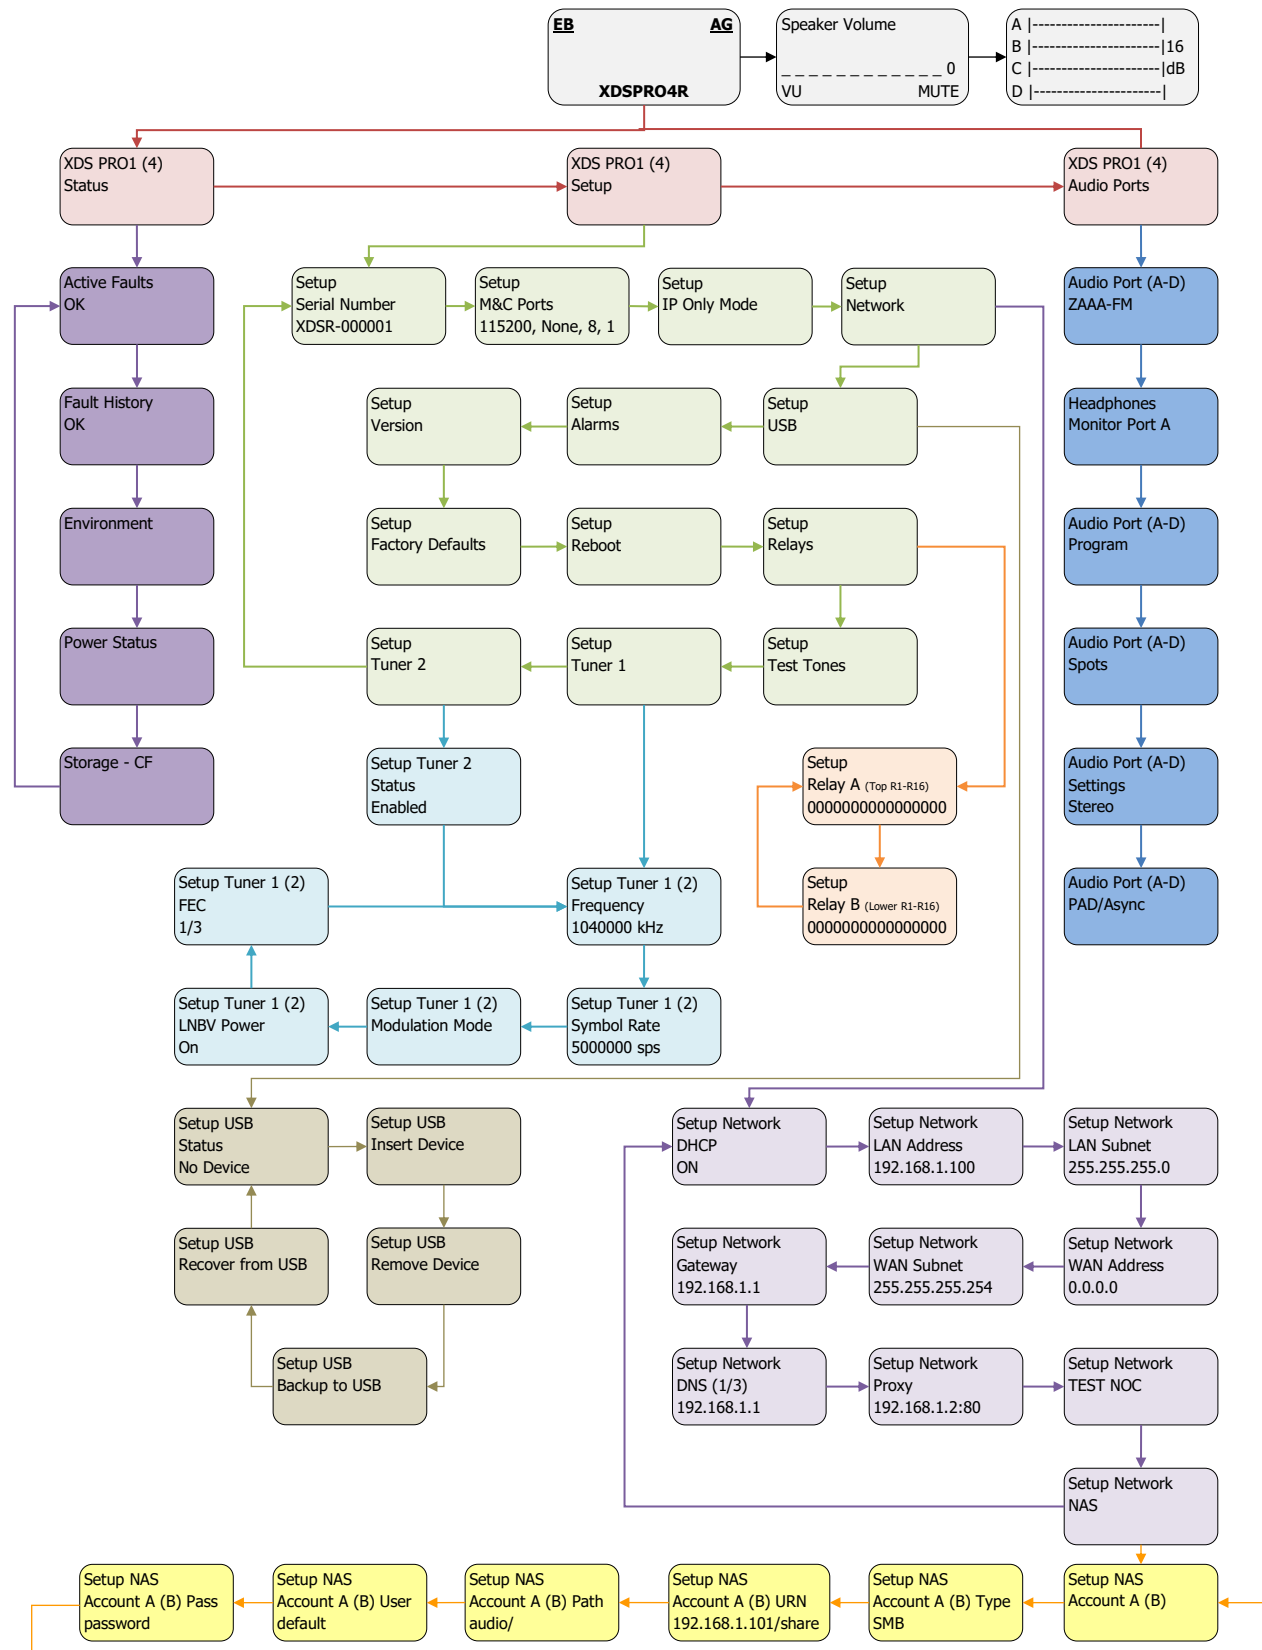 EB AG
XDSPRO4R
Speaker Volume
_ _ _ _ _ _ _ _ _ _ _ _ _ 0
VU MUTE
A |---------------------|
B |---------------------|16
C |---------------------|dB
D |---------------------|
XDS PRO1 (4)
Status
XDS PRO1 (4)
Setup
XDS PRO1 (4)
Audio Ports
Active Faults
OK
Setup
Serial Number
XDSR-000001
Setup
M&C Ports
115200, None, 8, 1
Setup
IP Only Mode
Setup
Network
Audio Port (A-D)
ZAAA-FM
Fault History
OK
Setup
Version
Setup
Alarms
Setup
USB
Headphones
Monitor Port A
Environment
Setup
Factory Defaults
Setup
Reboot
Setup
Relays
Audio Port (A-D)
Program
Power Status
Setup
Tuner 2
Setup
Tuner 1
Setup
Test Tones
Audio Port (A-D)
Spots
Storage - CF
Setup Tuner 2
Status
Enabled
Setup
Relay A (Top R1-R16)
0000000000000000
Audio Port (A-D)
Settings
Stereo
Setup Tuner 1 (2)
FEC
1/3
Setup Tuner 1 (2)
Frequency
1040000 kHz
Setup
Relay B (Lower R1-R16)
0000000000000000
Audio Port (A-D)
PAD/Async
Setup Tuner 1 (2)
LNBV Power
On
Setup Tuner 1 (2)
Modulation Mode
Setup Tuner 1 (2)
Symbol Rate
5000000 sps
Setup USB
Status
No Device
Setup USB
Insert Device
Setup Network
DHCP
ON
Setup Network
LAN Address
192.168.1.100
Setup Network
LAN Subnet
255.255.255.0
Setup USB
Recover from USB
Setup USB
Remove Device
Setup Network
Gateway
192.168.1.1
Setup Network
WAN Subnet
255.255.255.254
Setup Network
WAN Address
0.0.0.0
Setup USB
Backup to USB
Setup Network
DNS (1/3)
192.168.1.1
Setup Network
Proxy
192.168.1.2:80
Setup Network
TEST NOC
Setup Network
NAS
Setup NAS
Account A (B) Pass
password
Setup NAS
Account A (B) User
default
Setup NAS
Account A (B) Path
audio/
Setup NAS
Account A (B) URN
192.168.1.101/share
Setup NAS
Account A (B) Type
SMB
Setup NAS
Account A (B)